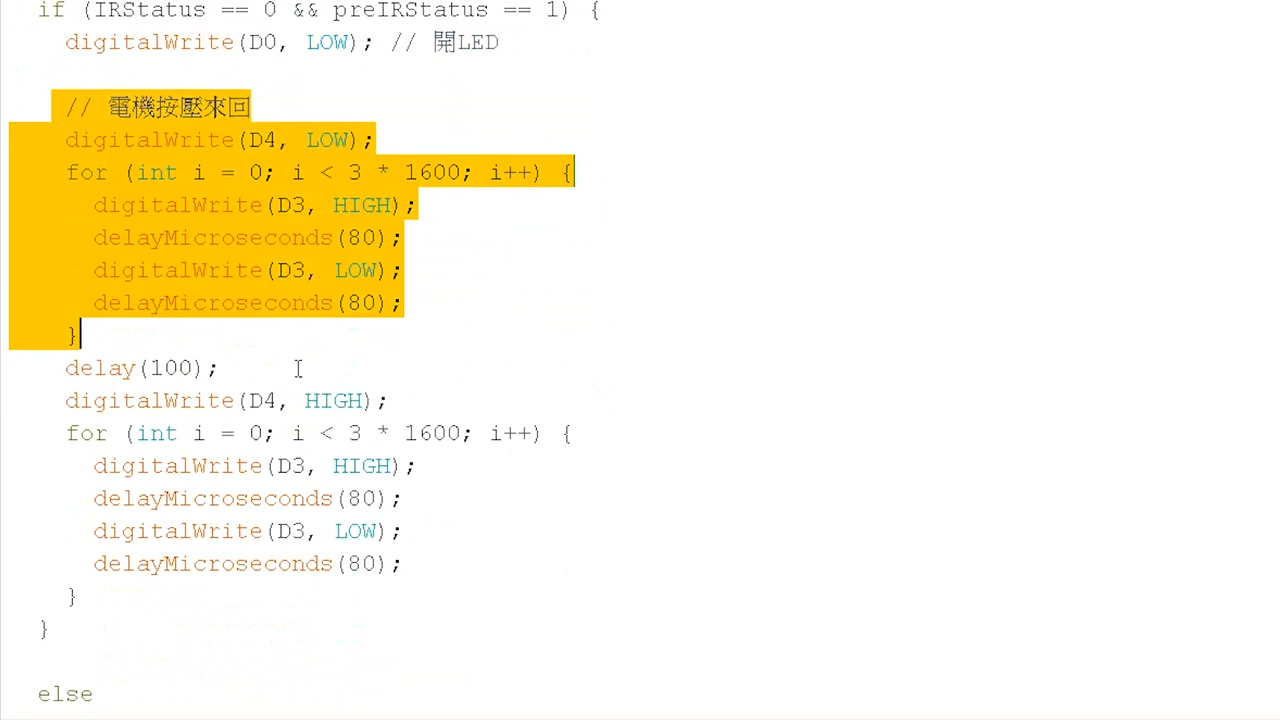 if (IRStatus == 0 && preIRStatus == 1) {
digitalWrite(D0, LOW); // 開LED
// 電機按壓來回
digitalWrite(D4, LOW);
for (int i = 0; i < 3 * 1600; i++) {
digitalWrite(D3, HIGH);
delayMicroseconds(80);
digitalWrite(D3, LOW);
delayMicroseconds(80);
}
delay(100);
digitalWrite(D4, HIGH);
for (int i = 0; i < 3 * 1600; i++) {
digitalWrite(D3, HIGH);
delayMicroseconds(80);
digitalWrite(D3, LOW);
delayMicroseconds(80);
}
}
else